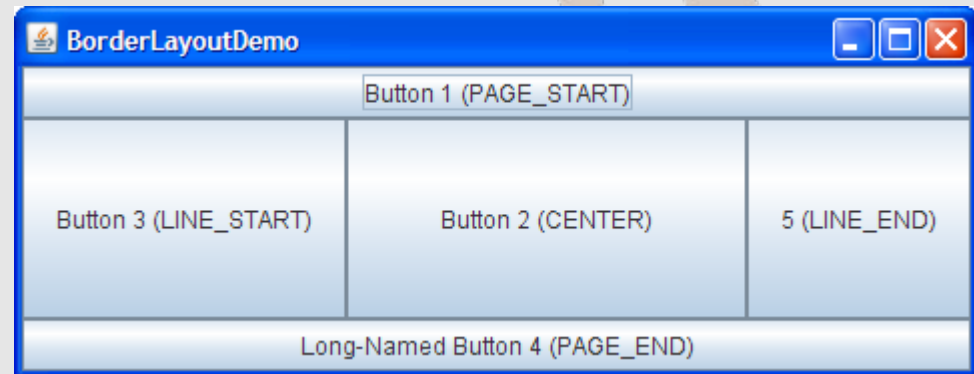 BorderLayoutDemo
Button 1 (PAGE_START)
Button 3 (LINE_START)
Button 2 (CENTER)
5 (LINE_END)
Long-Named Button 4 (PAGE_END)